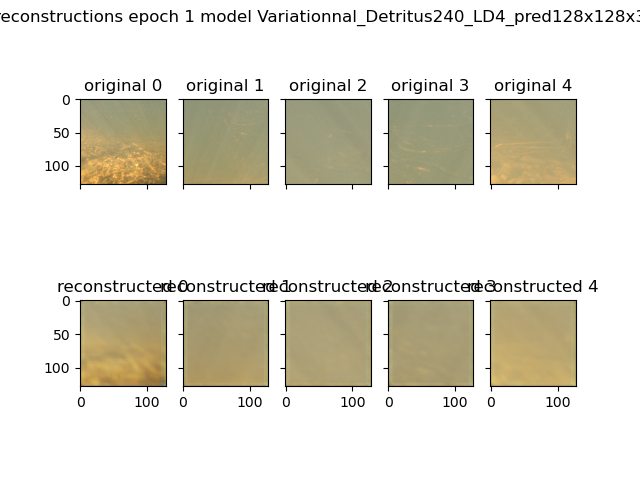 reconstructions epoch 1 model Variationnal_Detritus240_LD4_pred128x128x3
original 0 original 1 original 2 original 3 original 4
0
50
100
reconstructed 0 reconstructed 1 reconstructed 2 reconstructed 3 reconstructed 4
0
50
100
0 100 0 100 0 100 0 100 0 100